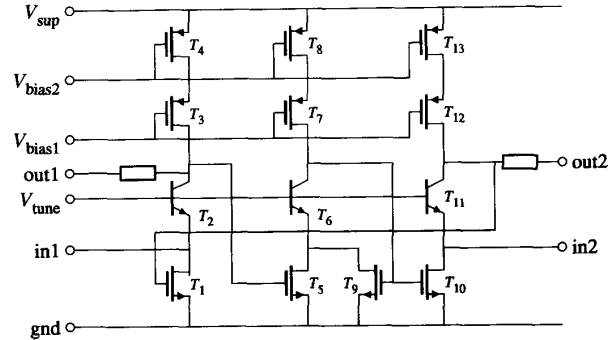 V_sup
T_4 T_8 T_13
V_bias2
T_3 T_7 T_12
V_bias1
out1 out2
V_tune
T_2 T_6 T_11
in1 in2
T_1 T_5 T_9 T_10
gnd